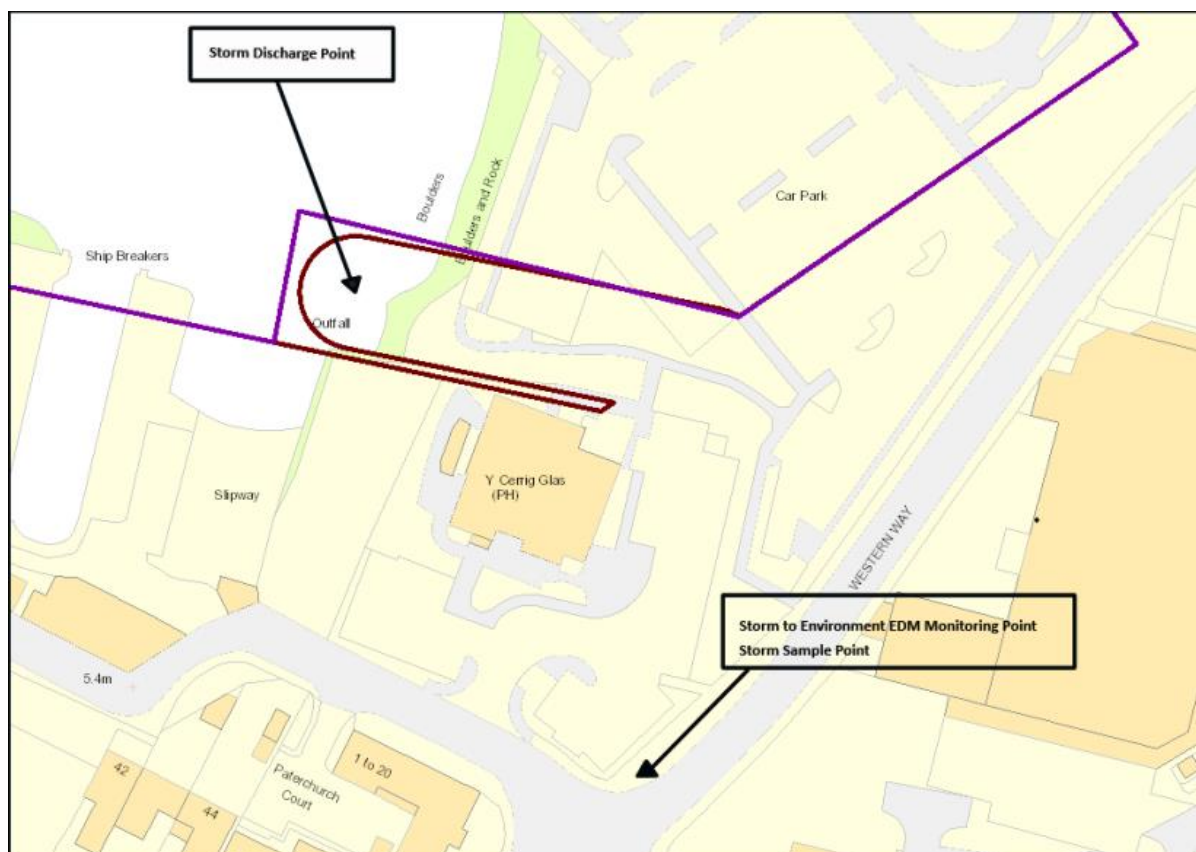 Storm Discharge Point
Boulders
Boulders and Rock
Car Park
Ship Breakers
Outfall
Y Cerrig Glas
(PH)
Slipway
WESTERN WAY
Storm to Environment EDM Monitoring Point
Storm Sample Point
5.4m
1 to 20
Paterchurch
Court
42
44